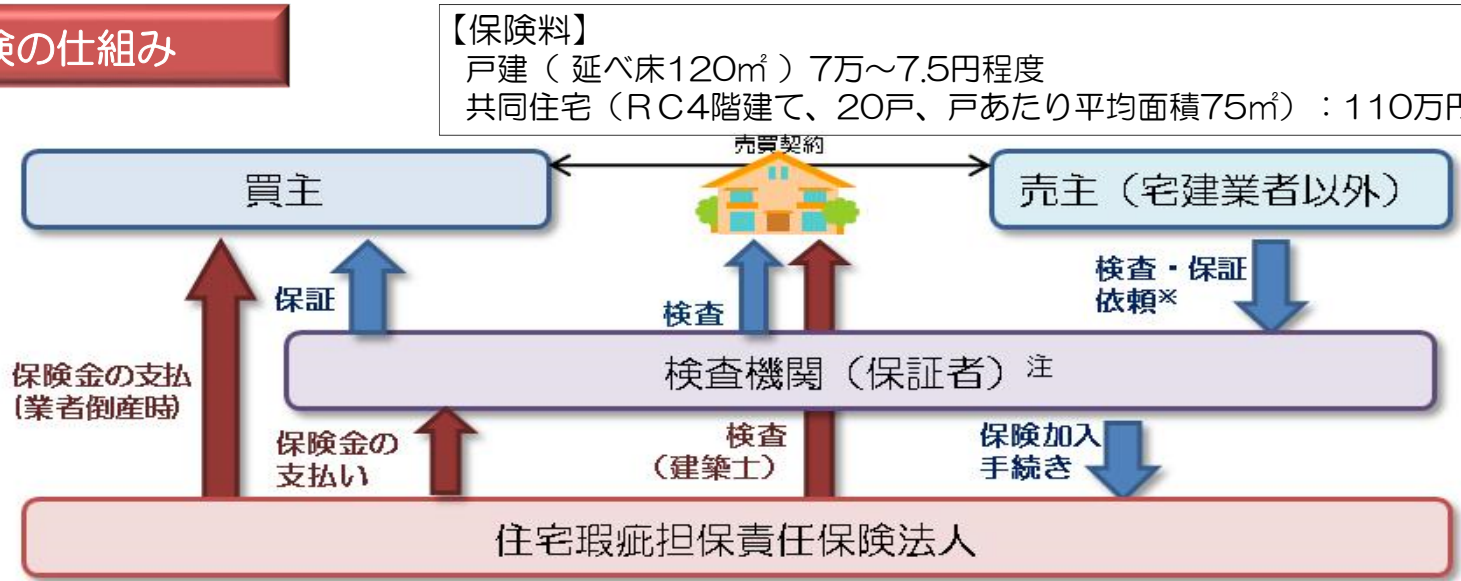 険の仕組み
【保険料】
戸建（ 延べ床120㎡ ）7万～7.5円程度
共同住宅（ＲＣ4階建て、20戸、戸あたり平均面積75㎡）：110万円
売買契約
買主
売主（宅建業者以外）
保証
検査
検査・保証
依頼※
検査機関（保証者）注
保険金の支払
(業者倒産時)
保険金の
支払い
検査
（建築士）
保険加入
手続き
住宅瑕疵担保責任保険法人